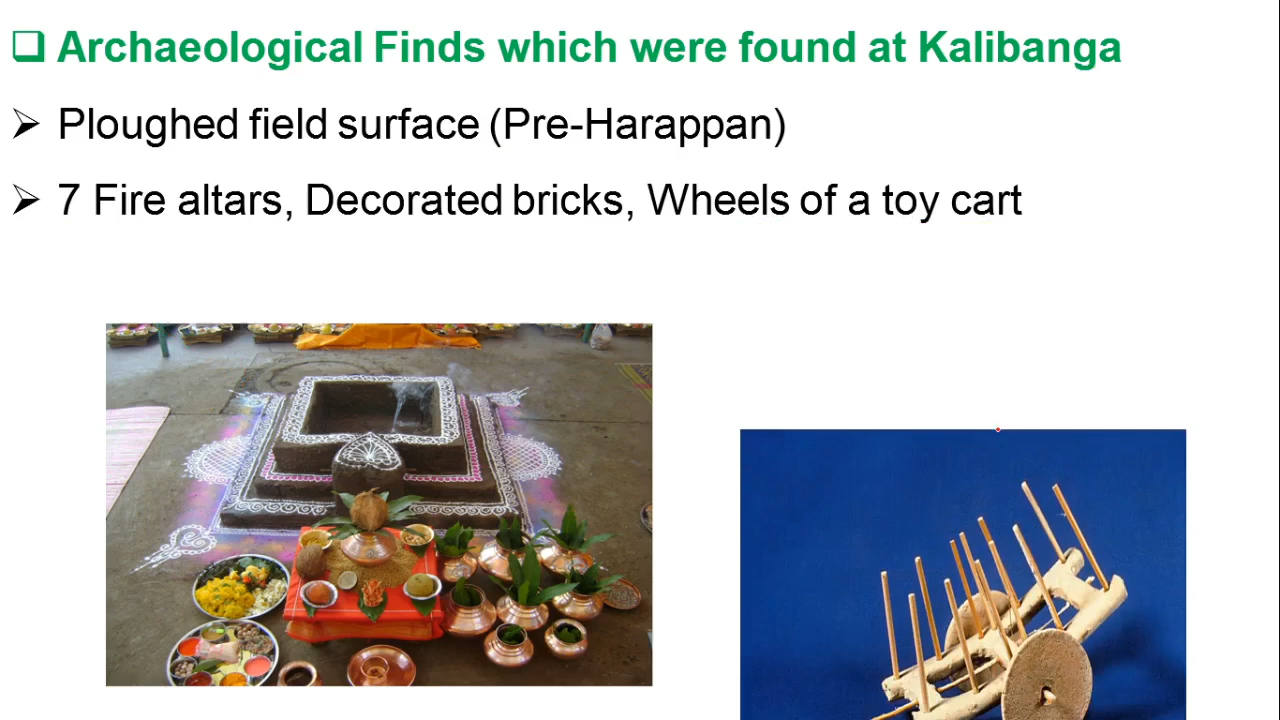 Archaeological Finds which were found at Kalibanga
Ploughed field surface (Pre-Harappan)
7 Fire altars, Decorated bricks, Wheels of a toy cart